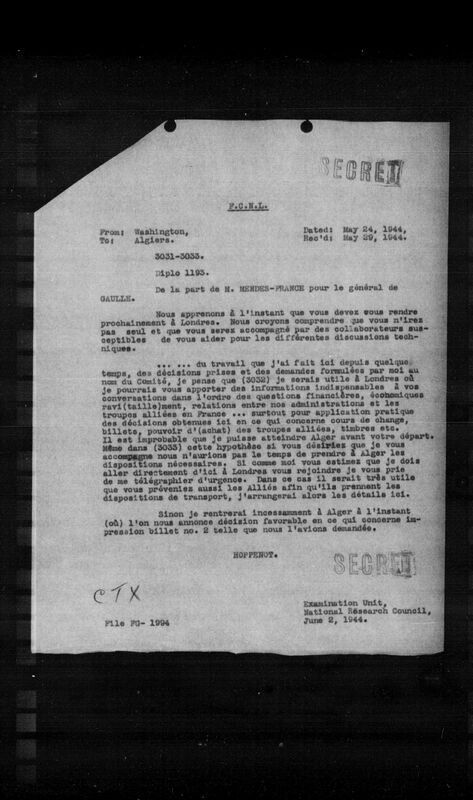 SECRET
F.C.N.L.
From: Washington, Dated: May 24, 1944,
To: Algiers. Rec'd: May 29, 1944.
3031-3033.
Diplo 1193.
De la part de M. MENDES-FRANCE pour le général de
GAULLE.
Nous apprenons à l'instant que vous devez vous rendre
prochainement à Londres. Nous croyons comprendre que vous n'irez
pas seul et que vous serez accompagné par des collaborateurs sus-
ceptibles de vous aider pour les différentes discussions tech-
niques.
... ... du travail que j'ai fait ici depuis quelque
temps, des décisions prises et des demandes formulées par moi au
nom du Comité, je pense que (3032) je serais utile à Londres où
je pourrais vous apporter des informations indispensables à vos
conversations dans l'ordre des questions financières, économiques
ravi(taille)ment, relations entre nos administrations et les
troupes alliées en France ... surtout pour application pratique
des décisions obtenues ici en ce qui concerne cours de change,
billets, pouvoir d'(achat) des troupes alliées, timbres etc.
Il est improbable que je puisse atteindre Alger avant votre départ.
Même dans (3033) cette hypothèse si vous désiriez que je vous
accompagne nous n'aurions pas le temps de prendre à Alger les
dispositions nécessaires. Si comme moi vous estimez que je dois
aller directement d'ici à Londres vous rejoindre je vous prie
de me télégraphier d'urgence. Dans ce cas il serait très utile
que vous préveniez aussi les Alliés afin qu'ils prennent les
dispositions de transport, j'arrangerai alors les détails ici.
Sinon je rentrerai incessamment à Alger à l'instant
(où) l'on nous annonce décision favorable en ce qui concerne im-
pression billet no. 2 telle que nous l'avions demandée.
HOPPENOT.
SECRET
CTX
Examination Unit,
National Research Council,
File FG- 1994 June 2, 1944.